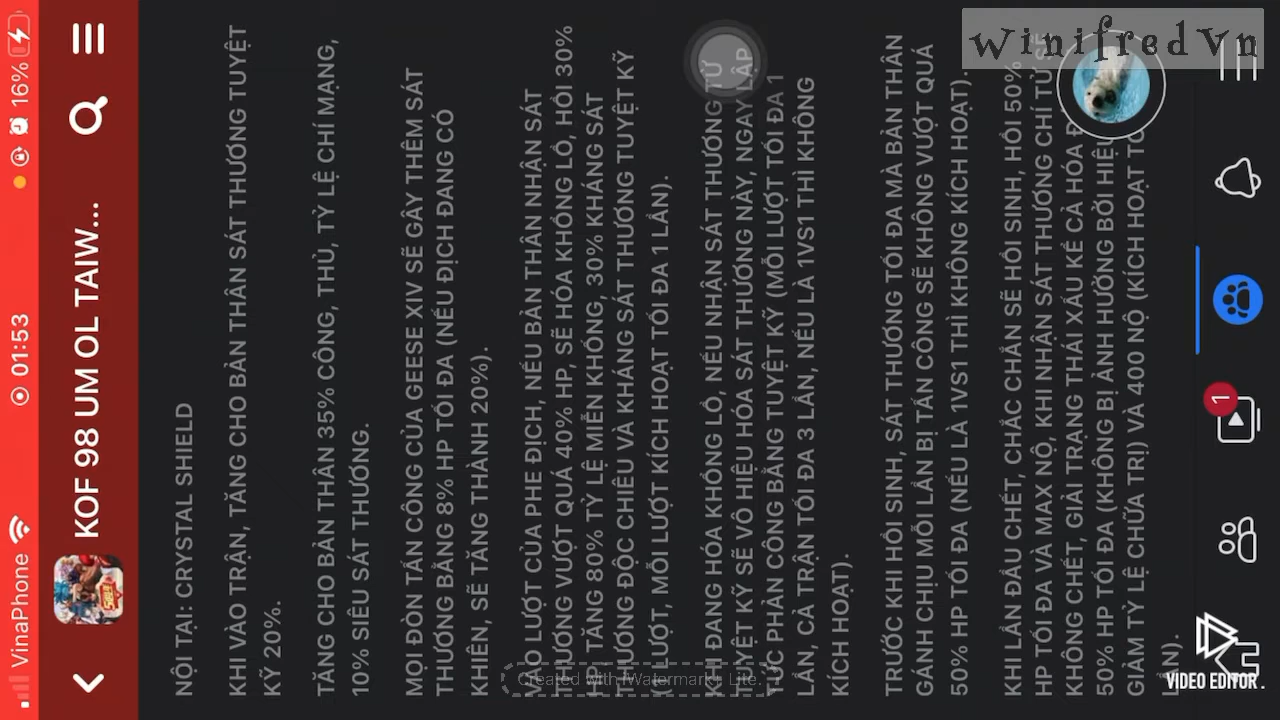 VinaPhone
01:53
16%
KOF 98 UM OL TAIW...
NỘI TẠI: CRYSTAL SHIELD
KHI VÀO TRẬN, TĂNG CHO BẢN THÂN SÁT THƯƠNG TUYỆT
KỸ 20%.
TĂNG CHO BẢN THÂN 35% CÔNG, THỦ, TỶ LỆ CHÍ MẠNG,
10% SIÊU SÁT THƯƠNG.
MỌI ĐÒN TẤN CÔNG CỦA GEESE XIV SẼ GÂY THÊM SÁT
THƯƠNG BẰNG 8% HP TỐI ĐA (NẾU ĐỊCH ĐANG CÓ
KHIÊN, SẼ TĂNG THÀNH 20%).
VÀO LƯỢT CỦA PHE ĐỊCH, NẾU BẢN THÂN NHẬN SÁT
THƯƠNG VƯỢT QUÁ 40% HP, SẼ HÓA KHỔNG LỒ, HỒI 30%
HP, TĂNG 80% TỶ LỆ MIỄN KHỐNG, 30% KHÁNG SÁT
THƯƠNG ĐỘC CHIÊU VÀ KHÁNG SÁT THƯƠNG TUYỆT KỸ
LƯỢT, MỖI LƯỢT KÍCH HOẠT TỐI ĐA 1 LẦN).
ĐANG HÓA KHỔNG LỒ, NẾU NHẬN SÁT THƯƠNG TỪ
TUYỆT KỸ SẼ VÔ HIỆU HÓA SÁT THƯƠNG NÀY, NGAY LẬP
TỨC PHẢN CÔNG BẰNG TUYỆT KỸ (MỖI LƯỢT TỐI ĐA 1
LẦN, CẢ TRẬN TỐI ĐA 3 LẦN, NẾU LÀ 1VS1 THÌ KHÔNG
KÍCH HOẠT).
TRƯỚC KHI HỒI SINH, SÁT THƯƠNG TỐI ĐA MÀ BẢN THÂN
GÁNH CHỊU MỖI LẦN BỊ TẤN CÔNG SẼ KHÔNG VƯỢT QUÁ
50% HP TỐI ĐA (NẾU LÀ 1VS1 THÌ KHÔNG KÍCH HOẠT).
KHI LẦN ĐẦU CHẾT, CHẮC CHẮN SẼ HỒI SINH, HỒI 50%
HP TỐI ĐA VÀ MAX NỘ, KHI NHẬN SÁT THƯƠNG CHÍ TỬ SẼ
KHÔNG CHẾT, GIẢI TRẠNG THÁI XẤU KỂ CẢ HÓA
50% HP TỐI ĐA (KHÔNG BỊ ẢNH HƯỞNG BỞI HIỆU
GIẢM TỶ LỆ CHỮA TRỊ) VÀ 400 NỘ (KÍCH HOẠT TỐI
LẦN).
1
WinifredVn
Created with iWatermark+ Lite.
VIDEO EDITOR